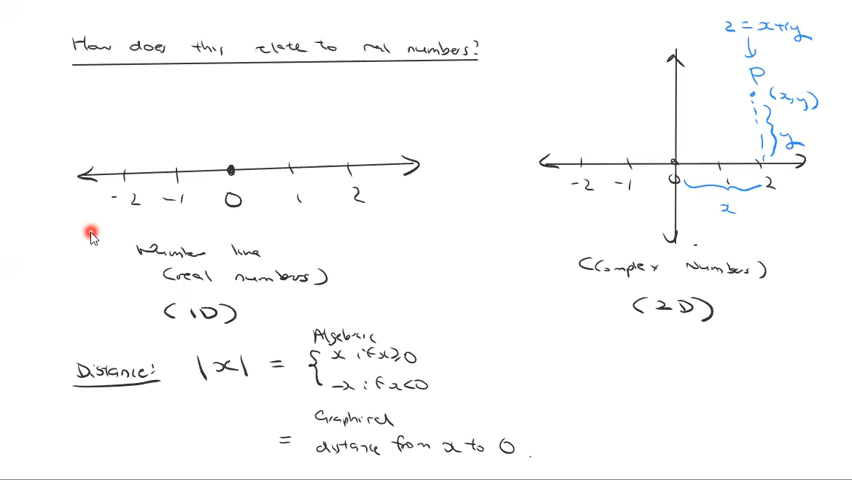 How does this relate to real numbers?
-2 -1 0 1 2
Number line
(real numbers)
(1D)
z = x+iy
P
(x,y)
y
-2 -1 0 1 2
x
(Complex Numbers)
(2D)
Distance: |x| =
Algebraic
{ x if x≥0
-x if x<0
Graphical
= distance from x to 0.